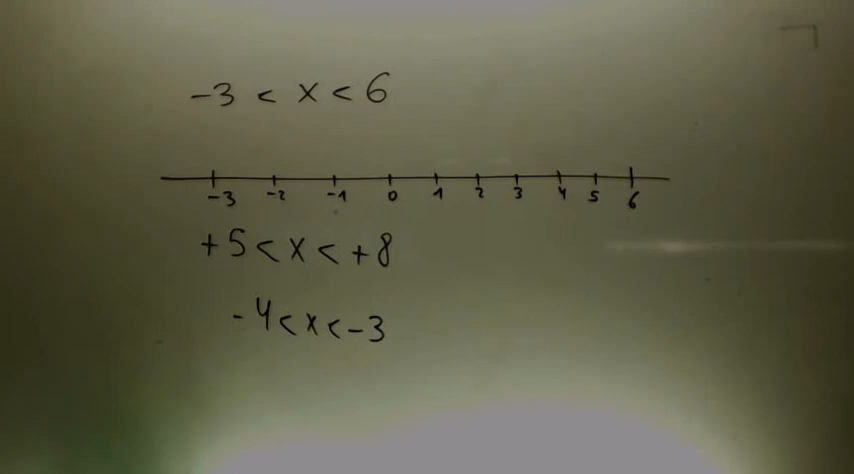 -3 < x < 6
-3 -2 -1 0 1 2 3 4 5 6
+5 < x < +8
-4 < x < -3